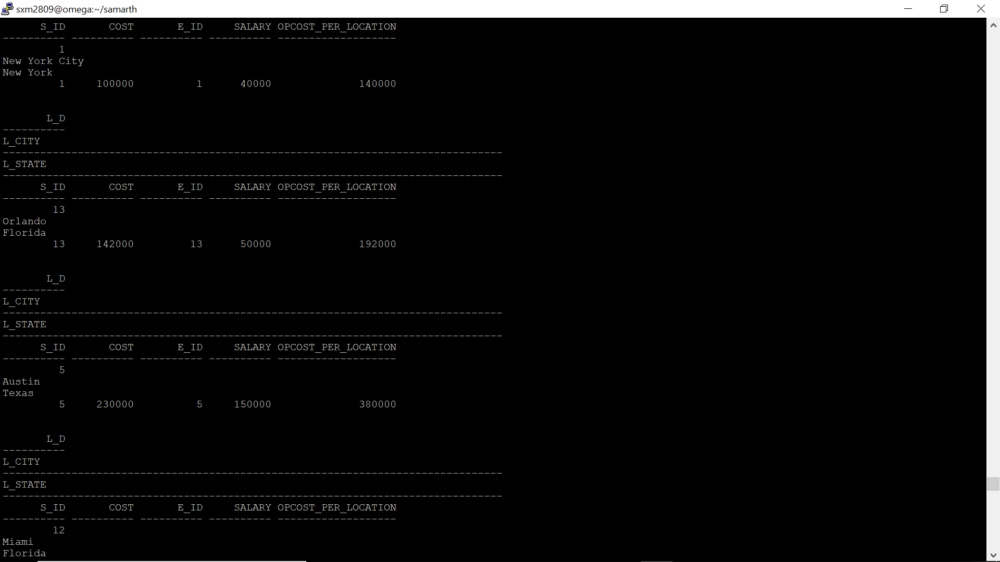 sxm2809@omega:~/samarth
      S_ID       COST       E_ID     SALARY OPCOST_PER_LOCATION
---------- ---------- ---------- ---------- -------------------
         1
New York City
New York
         1     100000          1      40000              140000
       L_D
----------
L_CITY
--------------------------------------------------------------------------------
L_STATE
--------------------------------------------------------------------------------
      S_ID       COST       E_ID     SALARY OPCOST_PER_LOCATION
---------- ---------- ---------- ---------- -------------------
        13
Orlando
Florida
        13     142000         13      50000              192000
       L_D
----------
L_CITY
--------------------------------------------------------------------------------
L_STATE
--------------------------------------------------------------------------------
      S_ID       COST       E_ID     SALARY OPCOST_PER_LOCATION
---------- ---------- ---------- ---------- -------------------
         5
Austin
Texas
         5     230000          5     150000              380000
       L_D
----------
L_CITY
--------------------------------------------------------------------------------
L_STATE
--------------------------------------------------------------------------------
      S_ID       COST       E_ID     SALARY OPCOST_PER_LOCATION
---------- ---------- ---------- ---------- -------------------
        12
Miami
Florida